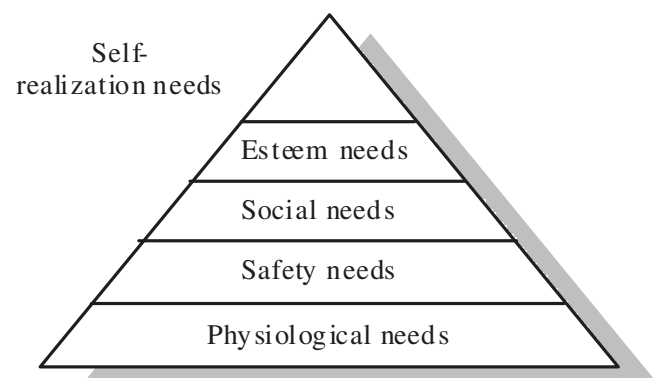 Self-
realization needs
Esteem needs
Social needs
Safety needs
Physiological needs